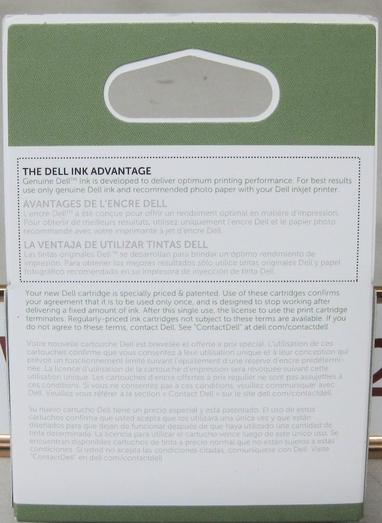 THE DELL INK ADVANTAGE
Genuine Dell™ Ink is developed to deliver optimum printing performance. For best results
use only genuine Dell ink and recommended photo paper with your Dell inkjet printer.
AVANTAGES DE L'ENCRE DELL
L'encre Dell™ a été conçue pour offrir un rendement optimal en matière d'impression.
Pour obtenir de meilleurs résultats, utilisez uniquement l'encre Dell et le papier photo
recommandé avec votre imprimante à jet d'encre Dell.
LA VENTAJA DE UTILIZAR TINTAS DELL
Las tintas originales Dell™ se desarrollan para brindar un óptimo rendimiento de
impresión. Para obtener los mejores resultados sólo utilice tintas originales Dell y papel
fotográfico recomendado en su impresora de inyección de tinta Dell.
Your new Dell cartridge is specially priced & patented. Use of these cartridges confirms
your agreement that it is to be used only once, and is designed to stop working after
delivering a fixed amount of ink. After this single use, the license to use the print cartridge
terminates. Regularly-priced ink cartridges not subject to these terms are available. If you
do not agree to these terms, contact Dell. See "ContactDell" at dell.com/contactdell
Votre nouvelle cartouche Dell est brevetée et offerte à prix spécial. L'utilisation de ces
cartouches confirme que vous consentez à leur utilisation unique et à leur conception qui
prévoit un fonctionnement limité suivant l'épuisement d'une réserve d'encre prédétermi-
née. La licence d'utilisation de la cartouche d'impression sera révoquée suivant cette
utilisation unique. Les cartouches d'encre offertes à prix régulier ne sont pas assujetties à
ces conditions. Si vous ne consentez pas à ces conditions, veuillez communiquer avec
Dell. Veuillez vous référer à la section « Contact Dell » sur le site dell.com/contactdell.
Su nuevo cartucho Dell tiene un precio especial y está patentado. El uso de estos
cartuchos confirma que usted acepta que los utilizará una única vez y que están
diseñados para que dejen de funcionar después de que haya utilizado una cantidad de
tinta determinada. La licencia para utilizar el cartucho vence luego de este único uso. Se
encuentran disponibles cartuchos de tinta a precio normal que no están sujetos a estas
condiciones. Si usted no acepta las condiciones, comuníquese con Dell. Visite
"ContactDell" en dell.com/contactdell